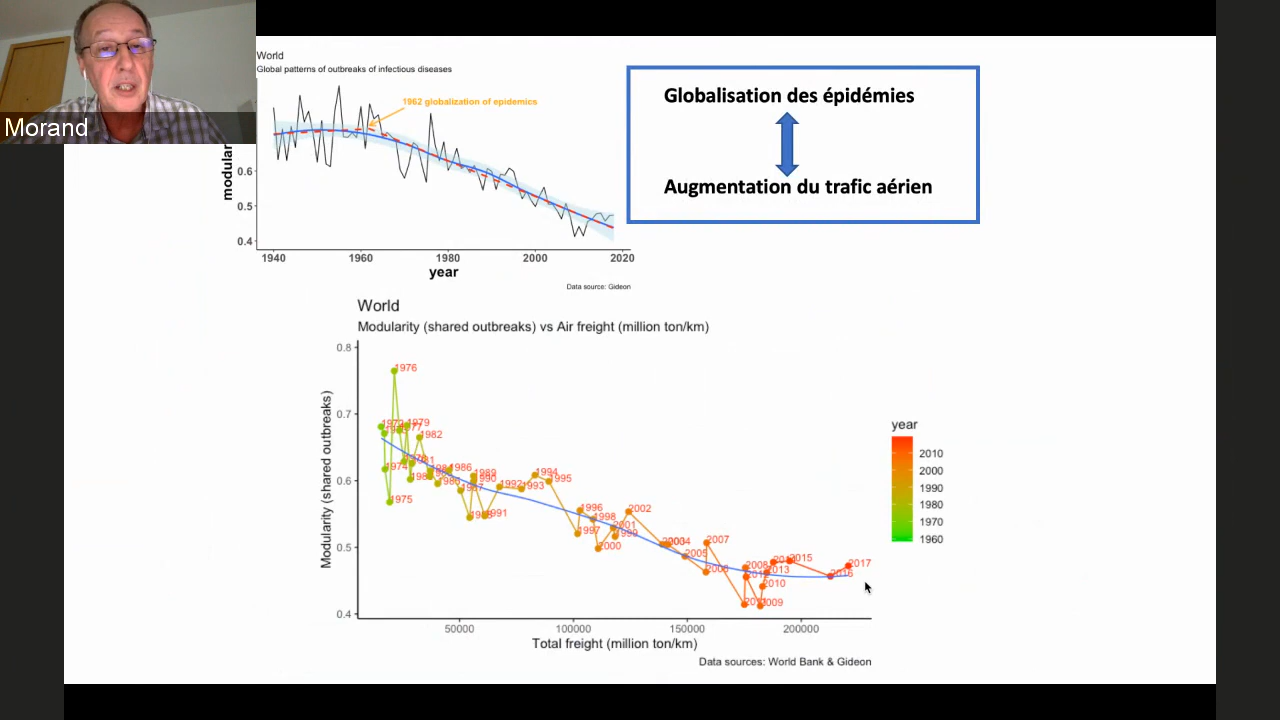 Morand
World
Global patterns of outbreaks of infectious diseases
1962 globalization of epidemics
modular
0.6
0.5
0.4
1940 1960 1980 2000 2020
year
Data source: Gideon
Globalisation des épidémies
Augmentation du trafic aérien
World
Modularity (shared outbreaks) vs Air freight (million ton/km)
Modularity (shared outbreaks)
0.8
0.7
0.6
0.5
0.4
1976
1979
1982
1974
1975
1986
1989
1990
1991
1992
1993
1994
1995
1996
1997
1998
1999
2000
2001
2002
2004
2005
2007
2008
2009
2010
2013
2015
2016
2017
50000 100000 150000 200000
Total freight (million ton/km)
Data sources: World Bank & Gideon
year
2010
2000
1990
1980
1970
1960